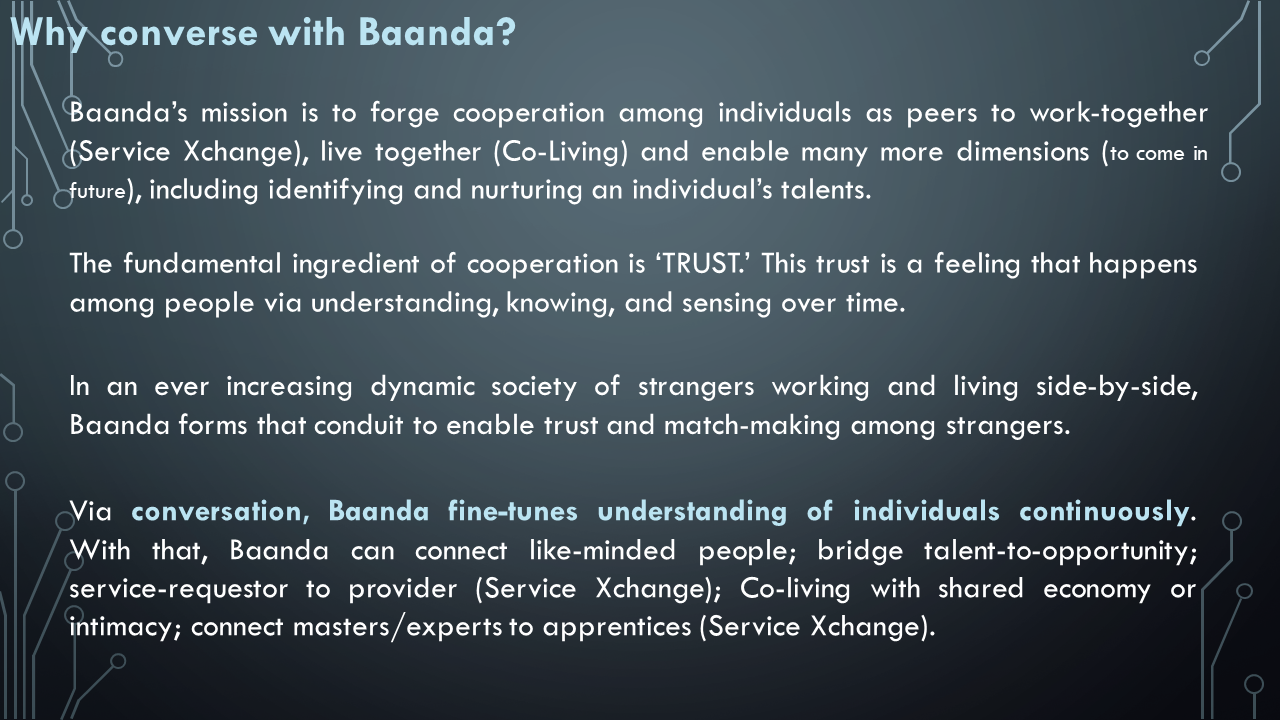 Why converse with Baanda?
Baanda’s mission is to forge cooperation among individuals as peers to work-together
(Service Xchange), live together (Co-Living) and enable many more dimensions (to come in
future), including identifying and nurturing an individual’s talents.
The fundamental ingredient of cooperation is ‘TRUST.’ This trust is a feeling that happens
among people via understanding, knowing, and sensing over time.
In an ever increasing dynamic society of strangers working and living side-by-side,
Baanda forms that conduit to enable trust and match-making among strangers.
Via conversation, Baanda fine-tunes understanding of individuals continuously.
With that, Baanda can connect like-minded people; bridge talent-to-opportunity;
service-requestor to provider (Service Xchange); Co-living with shared economy or
intimacy; connect masters/experts to apprentices (Service Xchange).